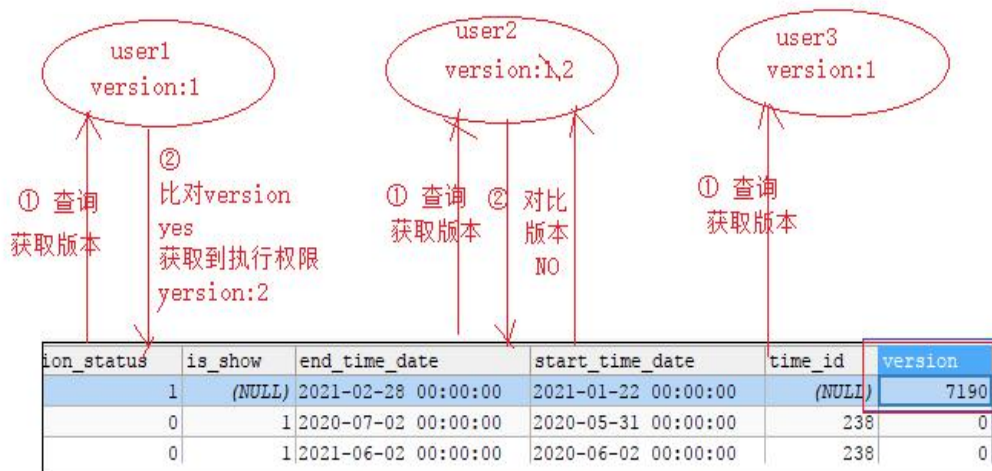 user1
version:1
user2
version:1,2
user3
version:1
① 查询
获取版本
②
比对version
yes
获取到执行权限
yersion:2
① 查询
获取版本
② 对比
版本
NO
① 查询
获取版本
ion_status is_show end_time_date start_time_date time_id version
1 (NULL) 2021-02-28 00:00:00 2021-01-22 00:00:00 (NULL) 7190
0 1 2020-07-02 00:00:00 2020-05-31 00:00:00 238 0
0 1 2021-06-02 00:00:00 2020-06-02 00:00:00 238 0